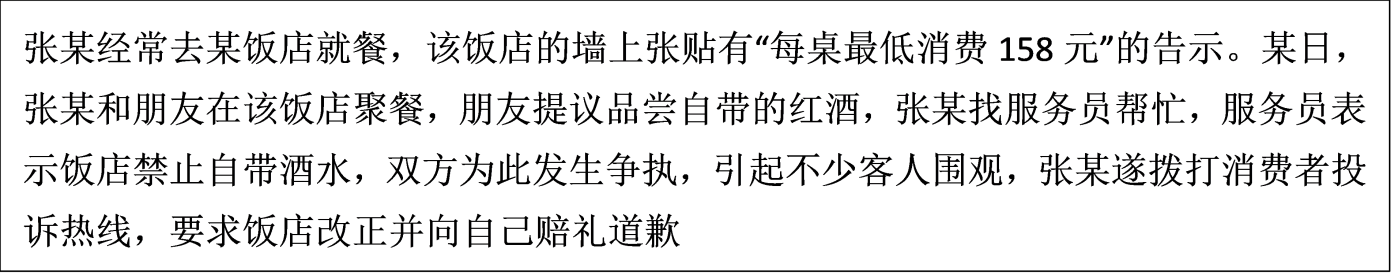 张某经常去某饭店就餐，该饭店的墙上张贴有“每桌最低消费 158 元”的告示。某日，
张某和朋友在该饭店聚餐，朋友提议品尝自带的红酒，张某找服务员帮忙，服务员表
示饭店禁止自带酒水，双方为此发生争执，引起不少客人围观，张某遂拨打消费者投
诉热线，要求饭店改正并向自己赔礼道歉